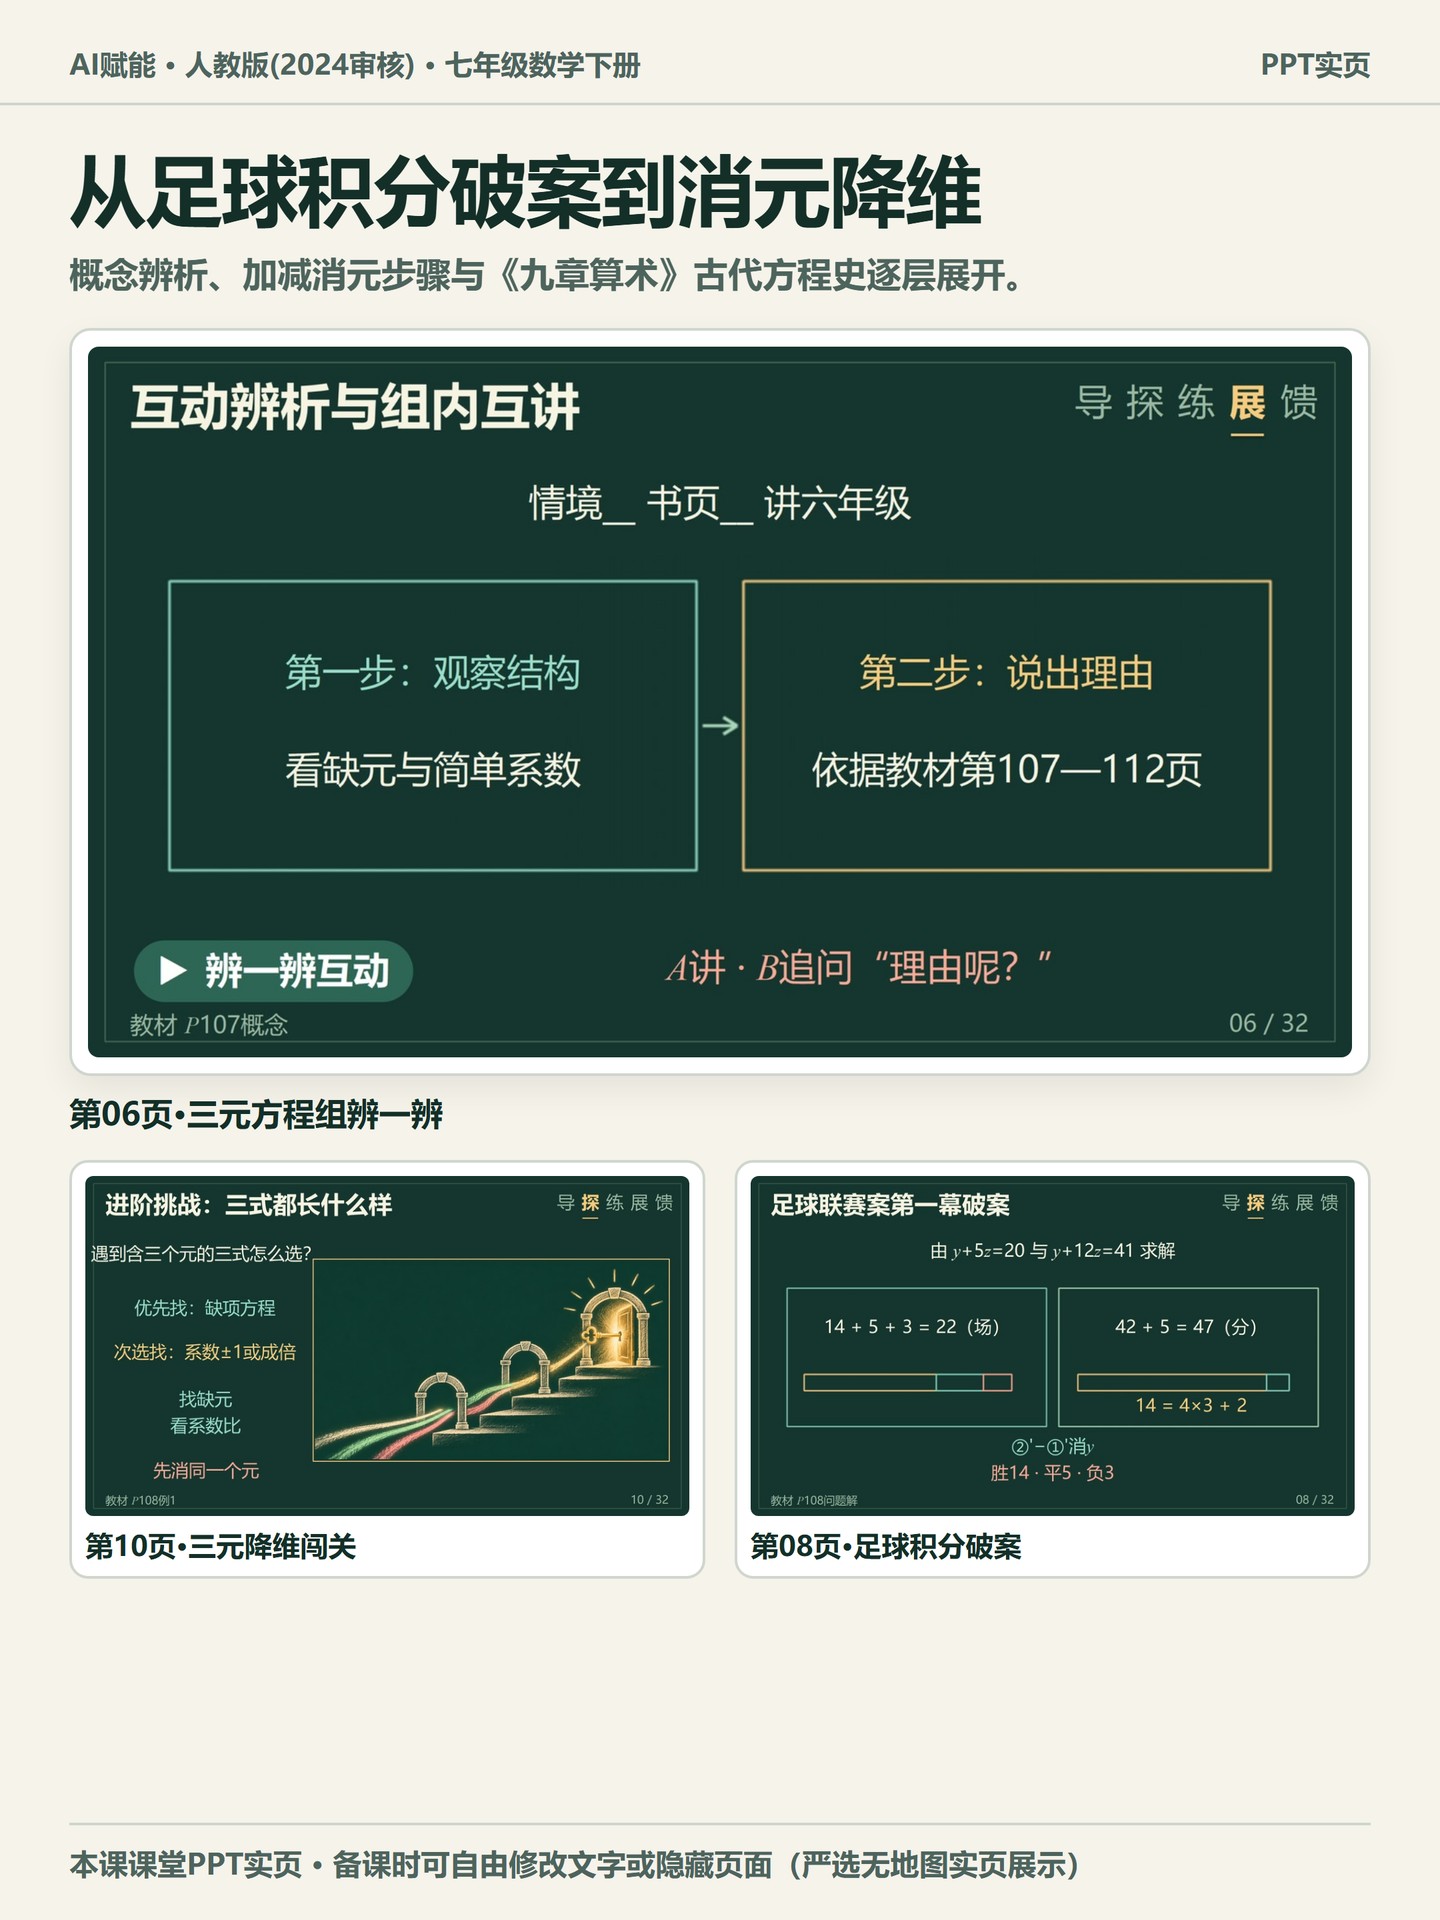 AI赋能 • 人教版(2024审核) • 七年级数学下册
PPT实页
从足球积分破案到消元降维
概念辨析、加减消元步骤与《九章算术》古代方程史逐层展开。
互动辨析与组内互讲
导 探 练 展 馈
情境__ 书页__ 讲六年级
第一步：观察结构
看缺元与简单系数
→
第二步：说出理由
依据教材第107—112页
▶ 辨一辨互动
A讲 · B追问“理由呢？”
教材 P107概念
06 / 32
第06页•三元方程组辨一辨
进阶挑战：三式都长什么样
导 探 练 展 馈
遇到含三个元的三式怎么选？
优先找：缺项方程
次选找：系数±1或成倍
找缺元
看系数比
先消同一个元
教材 P108例1
10 / 32
第10页•三元降维闯关
足球联赛案第一幕破案
导 探 练 展 馈
由 y+5z=20 与 y+12z=41 求解
14 + 5 + 3 = 22（场）
42 + 5 = 47（分）
14 = 4×3 + 2
②'−①'消y
胜14 · 平5 · 负3
教材 P108问题解
08 / 32
第08页•足球积分破案
本课课堂PPT实页 • 备课时可自由修改文字或隐藏页面（严选无地图实页展示）